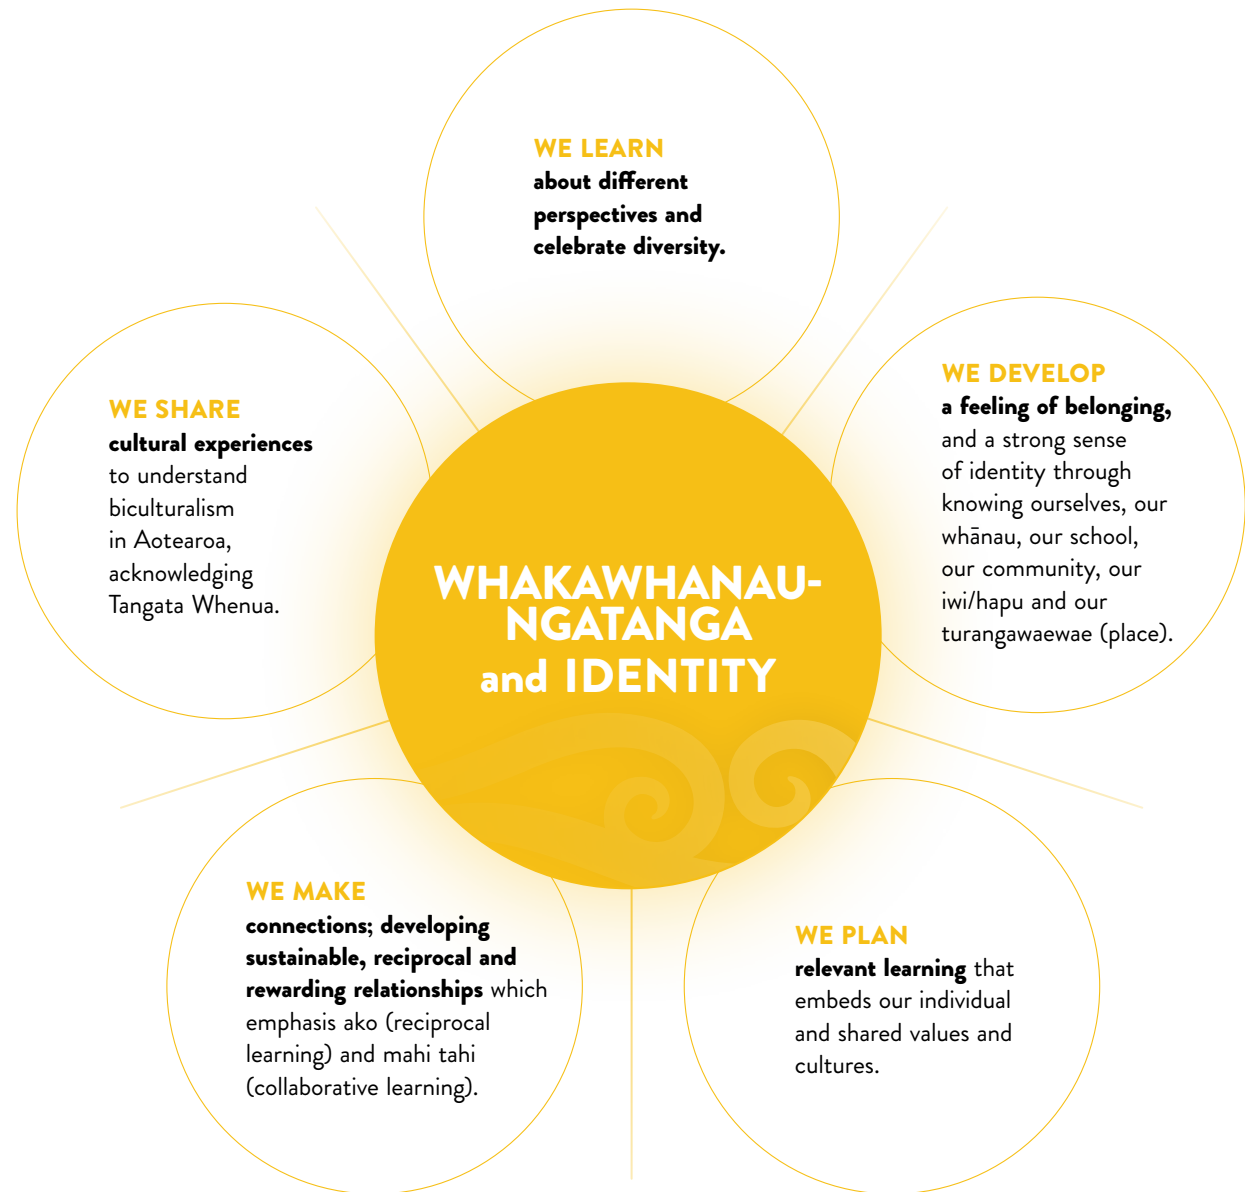 WE LEARN
about different
perspectives and
celebrate diversity.
WE DEVELOP
a feeling of belonging,
and a strong sense
of identity through
knowing ourselves, our
whānau, our school,
our community, our
iwi/hapu and our
turangawaewae (place).
WE SHARE
cultural experiences
to understand
biculturalism
in Aotearoa,
acknowledging
Tangata Whenua.
WHAKAWHANAU-
NGATANGA
and IDENTITY
WE MAKE
connections; developing
sustainable, reciprocal and
rewarding relationships which
emphasis ako (reciprocal
learning) and mahi tahi
(collaborative learning).
WE PLAN
relevant learning that
embeds our individual
and shared values and
cultures.